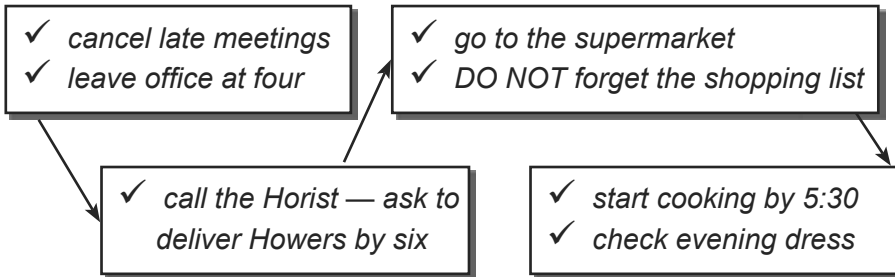 ✓ cancel late meetings
✓ leave office at four
✓ call the Horist — ask to
deliver Howers by six
✓ go to the supermarket
✓ DO NOT forget the shopping list
✓ start cooking by 5:30
✓ check evening dress